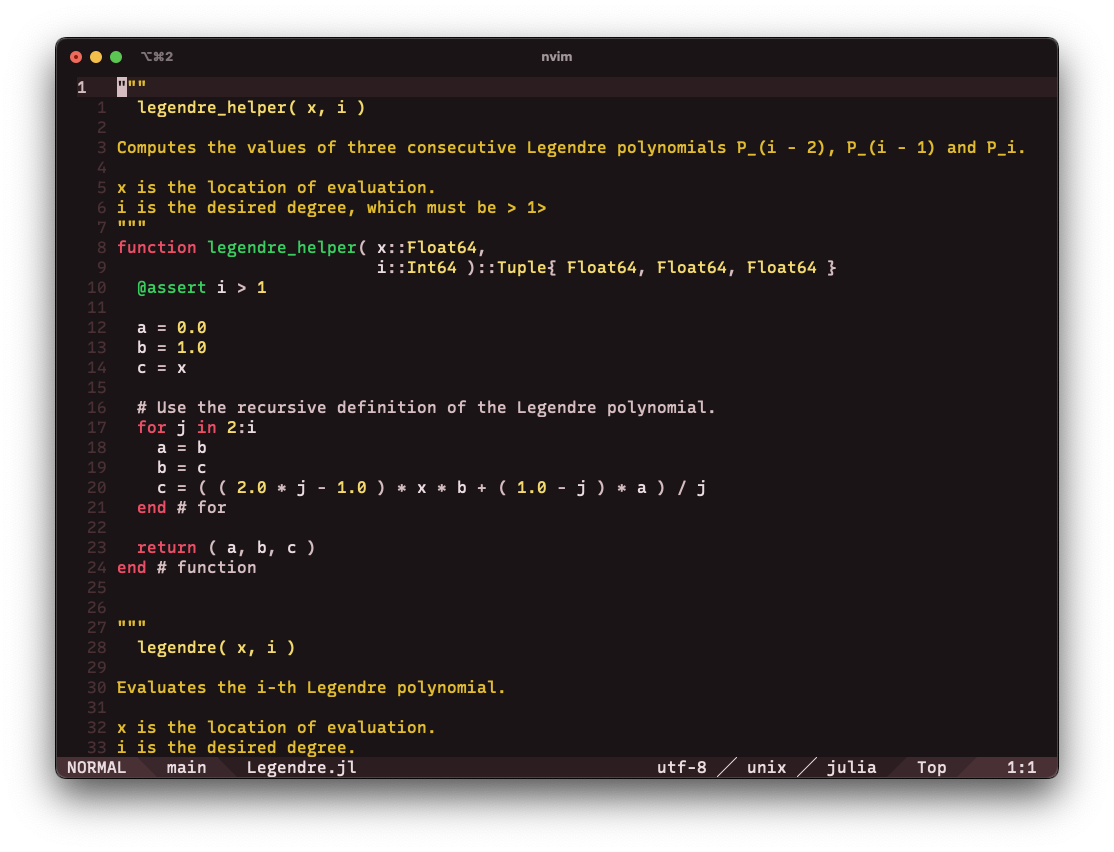 ⌥⌘2 nvim
1 """
1 legendre_helper( x, i )
2
3 Computes the values of three consecutive Legendre polynomials P_(i - 2), P_(i - 1) and P_i.
4
5 x is the location of evaluation.
6 i is the desired degree, which must be > 1>
7 """
8 function legendre_helper( x::Float64,
9 i::Int64 )::Tuple{ Float64, Float64, Float64 }
10 @assert i > 1
11
12 a = 0.0
13 b = 1.0
14 c = x
15
16 # Use the recursive definition of the Legendre polynomial.
17 for j in 2:i
18 a = b
19 b = c
20 c = ( ( 2.0 * j - 1.0 ) * x * b + ( 1.0 - j ) * a ) / j
21 end # for
22
23 return ( a, b, c )
24 end # function
25
26
27 """
28 legendre( x, i )
29
30 Evaluates the i-th Legendre polynomial.
31
32 x is the location of evaluation.
33 i is the desired degree.
NORMAL main Legendre.jl utf-8 / unix / julia Top 1:1